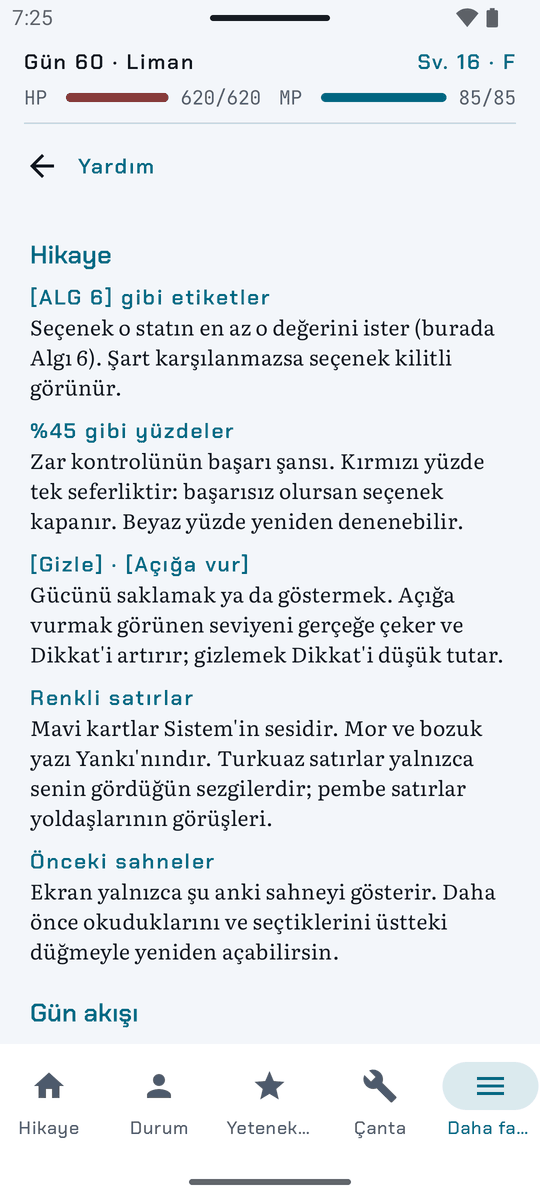 7:25
Gün 60 · Liman
Sv. 16 · F
HP 620/620 MP 85/85
Yardım
Hikaye
[ALG 6] gibi etiketler
Seçenek o statın en az o değerini ister (burada
Algı 6). Şart karşılanmazsa seçenek kilitli
görünür.
%45 gibi yüzdeler
Zar kontrolünün başarı şansı. Kırmızı yüzde
tek seferliktir: başarısız olursan seçenek
kapanır. Beyaz yüzde yeniden denenebilir.
[Gizle] · [Açığa vur]
Gücünü saklamak ya da göstermek. Açığa
vurmak görünen seviyeni gerçeğe çeker ve
Dikkat'i artırır; gizlemek Dikkat'i düşük tutar.
Renkli satırlar
Mavi kartlar Sistem'in sesidir. Mor ve bozuk
yazı Yankı'nındır. Turkuaz satırlar yalnızca
senin gördüğün sezgilerdir; pembe satırlar
yoldaşlarının görüşleri.
Önceki sahneler
Ekran yalnızca şu anki sahneyi gösterir. Daha
önce okuduklarını ve seçtiklerini üstteki
düğmeyle yeniden açabilirsin.
Gün akışı
Hikaye Durum Yetenek... Çanta Daha fa...